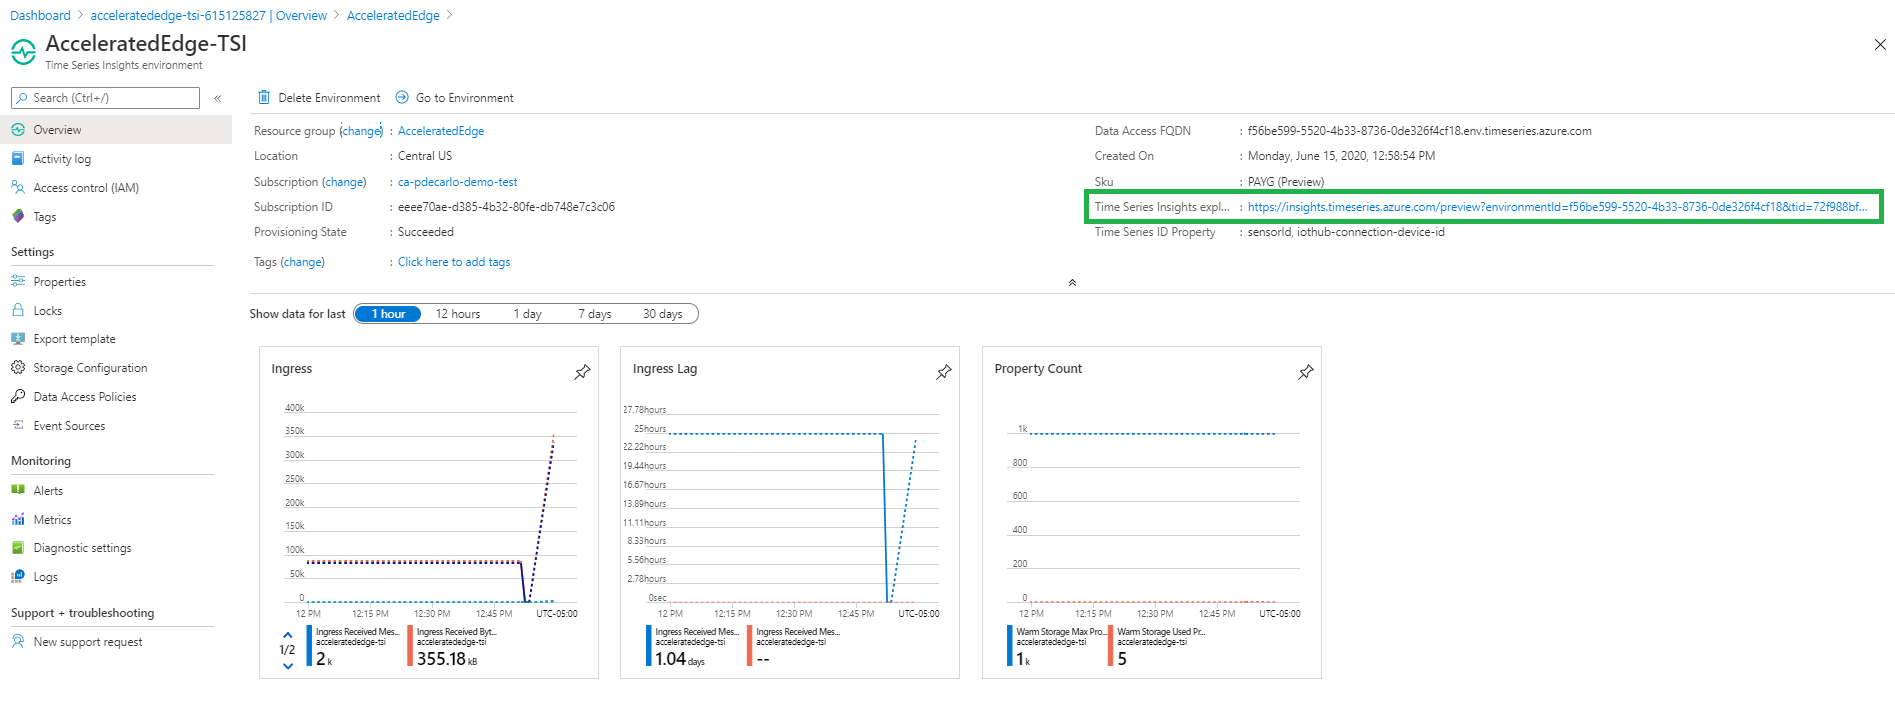 Dashboard > acceleratededge-tsi-615125827 | Overview > AcceleratedEdge >
AcceleratedEdge-TSI
Time Series Insights environment
Search (Ctrl+/)
«
Overview
Activity log
Access control (IAM)
Tags
Settings
Properties
Locks
Export template
Storage Configuration
Data Access Policies
Event Sources
Monitoring
Alerts
Metrics
Diagnostic settings
Logs
Support + troubleshooting
New support request
Delete Environment Go to Environment
Resource group (change) : AcceleratedEdge
Location : Central US
Subscription (change) : ca-pdecarlo-demo-test
Subscription ID : eeee70ae-d385-4b32-80fe-db748e7c3c06
Provisioning State : Succeeded
Tags (change) : Click here to add tags
Data Access FQDN : f56be599-5520-4b33-8736-0de326f4cf18.env.timeseries.azure.com
Created On : Monday, June 15, 2020, 12:58:54 PM
Sku : PAYG (Preview)
Time Series Insights expl... : https://insights.timeseries.azure.com/preview?environmentId=f56be599-5520-4b33-8736-0de326f4cf18&tid=72f988bf...
Time Series ID Property : sensorId, iothub-connection-device-id
Show data for last 1 hour 12 hours 1 day 7 days 30 days
Ingress
400k
350k
300k
250k
200k
150k
100k
50k
0
12 PM 12:15 PM 12:30 PM 12:45 PM UTC-05:00
1/2
Ingress Received Mes...
acceleratededge-tsi
2 k
Ingress Received Byt...
acceleratededge-tsi
355.18 kB
Ingress Lag
27.78hours
25hours
22.22hours
19.44hours
16.67hours
13.89hours
11.11hours
8.33hours
5.56hours
2.78hours
0sec
12 PM 12:15 PM 12:30 PM 12:45 PM UTC-05:00
Ingress Received Mes...
acceleratededge-tsi
1.04 days
Ingress Received Mes...
acceleratededge-tsi
--
Property Count
1k
800
600
400
200
0
12 PM 12:15 PM 12:30 PM 12:45 PM UTC-05:00
Warm Storage Max Pro...
acceleratededge-tsi
1 k
Warm Storage Used Pr...
acceleratededge-tsi
5